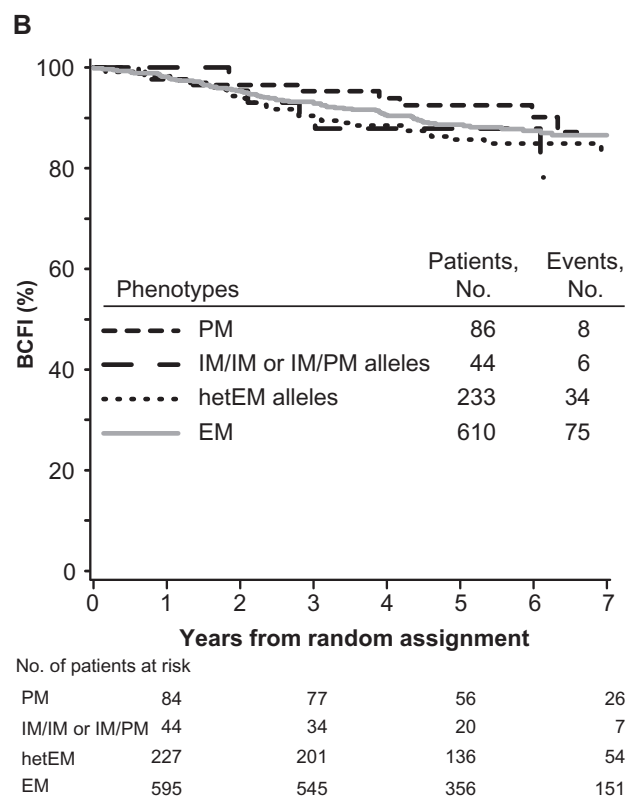 B
100
80
60
40
20
0
BCFI (%)
Patients, Events,
Phenotypes No. No.
PM 86 8
IM/IM or IM/PM alleles 44 6
hetEM alleles 233 34
EM 610 75
0 1 2 3 4 5 6 7
Years from random assignment
No. of patients at risk
PM 84 77 56 26
IM/IM or IM/PM 44 34 20 7
hetEM 227 201 136 54
EM 595 545 356 151